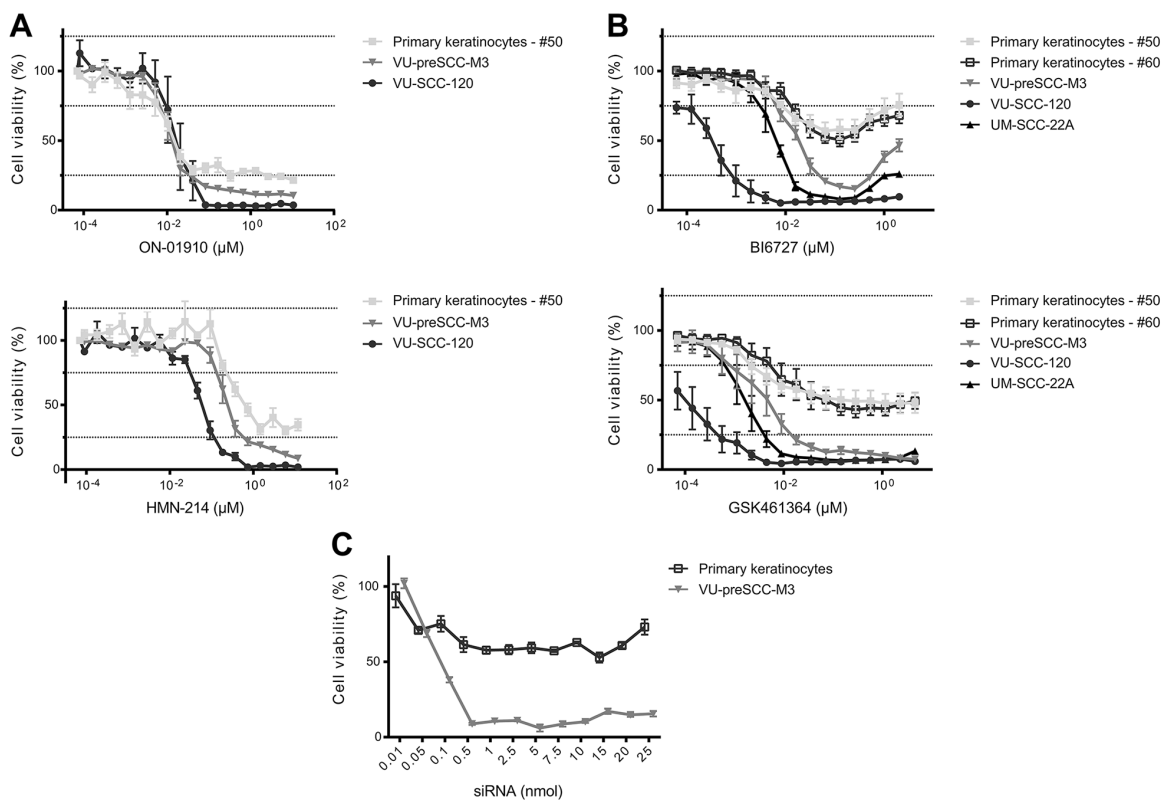 A
Cell viability (%)
100
50
0
10-4
10-2
100
102
ON-01910 (µM)
Primary keratinocytes - #50
VU-preSCC-M3
VU-SCC-120
B
Cell viability (%)
100
50
0
10-4
10-2
100
BI6727 (µM)
Primary keratinocytes - #50
Primary keratinocytes - #60
VU-preSCC-M3
VU-SCC-120
UM-SCC-22A
Cell viability (%)
100
50
0
10-4
10-2
100
102
HMN-214 (µM)
Primary keratinocytes - #50
VU-preSCC-M3
VU-SCC-120
Cell viability (%)
100
50
0
10-4
10-2
100
GSK461364 (µM)
Primary keratinocytes - #50
Primary keratinocytes - #60
VU-preSCC-M3
VU-SCC-120
UM-SCC-22A
C
Cell viability (%)
100
50
0
0.01
0.05
0.1
0.5
1
2.5
5
7.5
10
15
20
25
siRNA (nmol)
Primary keratinocytes
VU-preSCC-M3